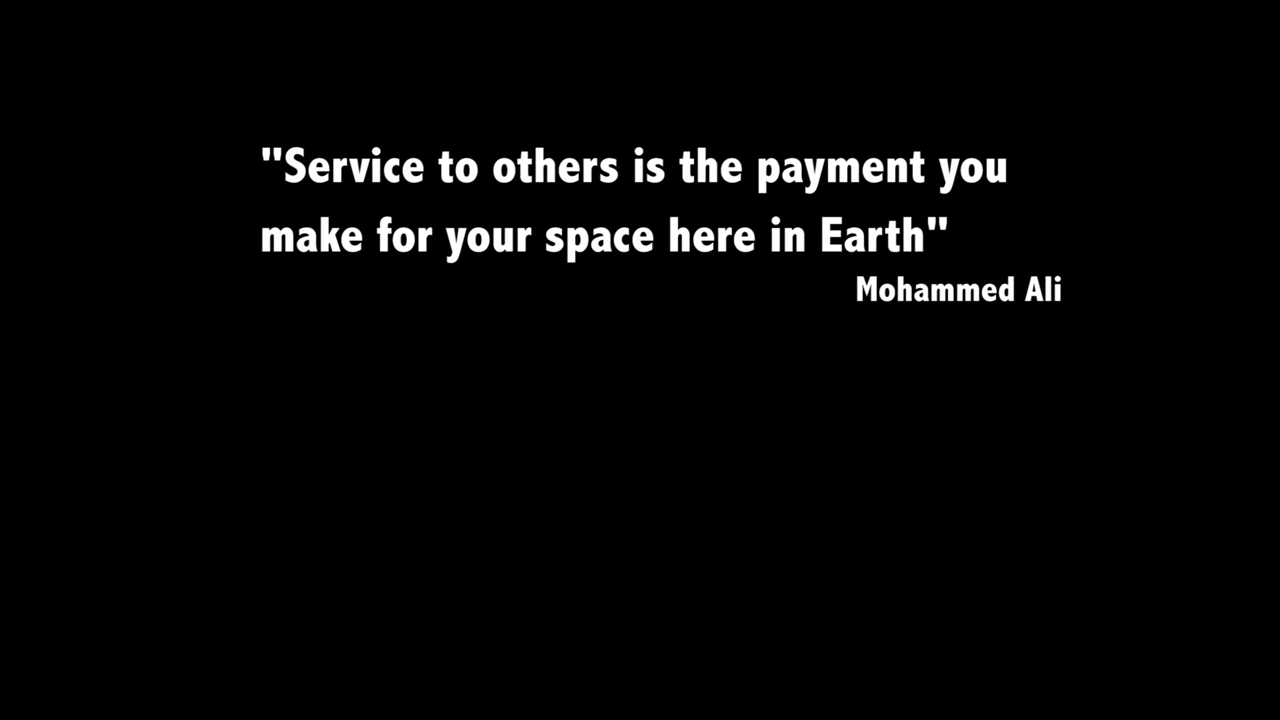 "Service to others is the payment you
make for your space here in Earth"
Mohammed Ali